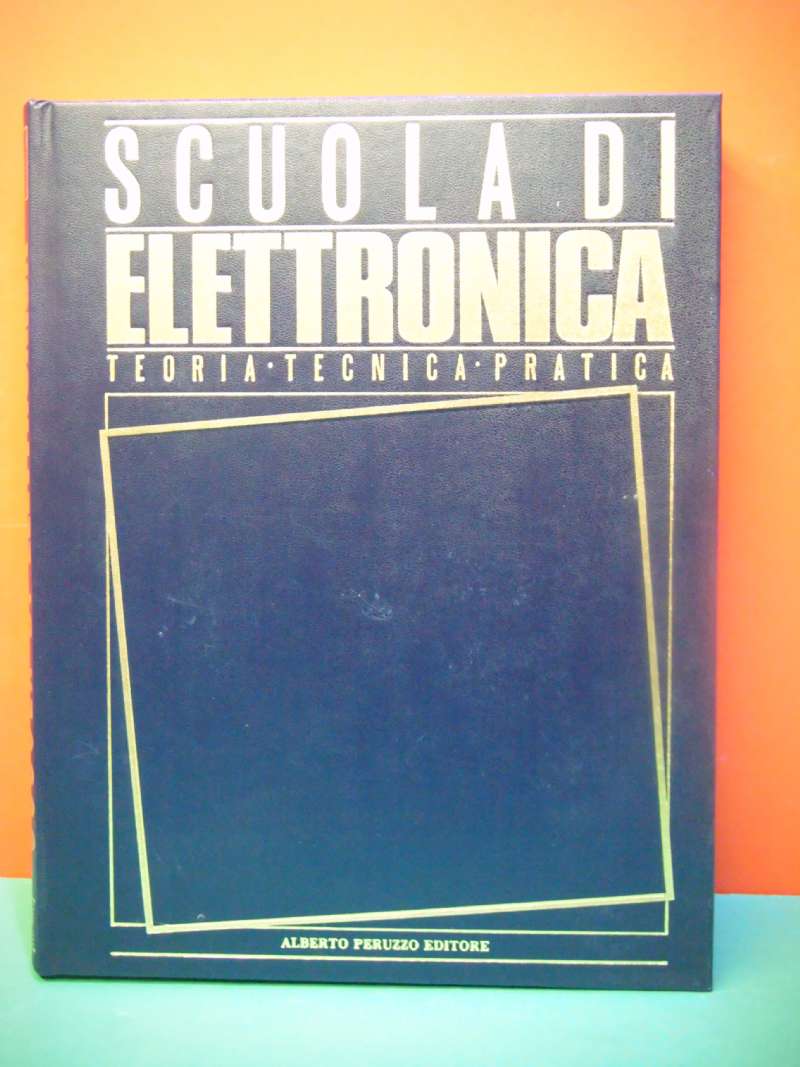 SCUOLA DI
ELETTRONICA
TEORIA·TECNICA·PRATICA
ALBERTO PERUZZO EDITORE